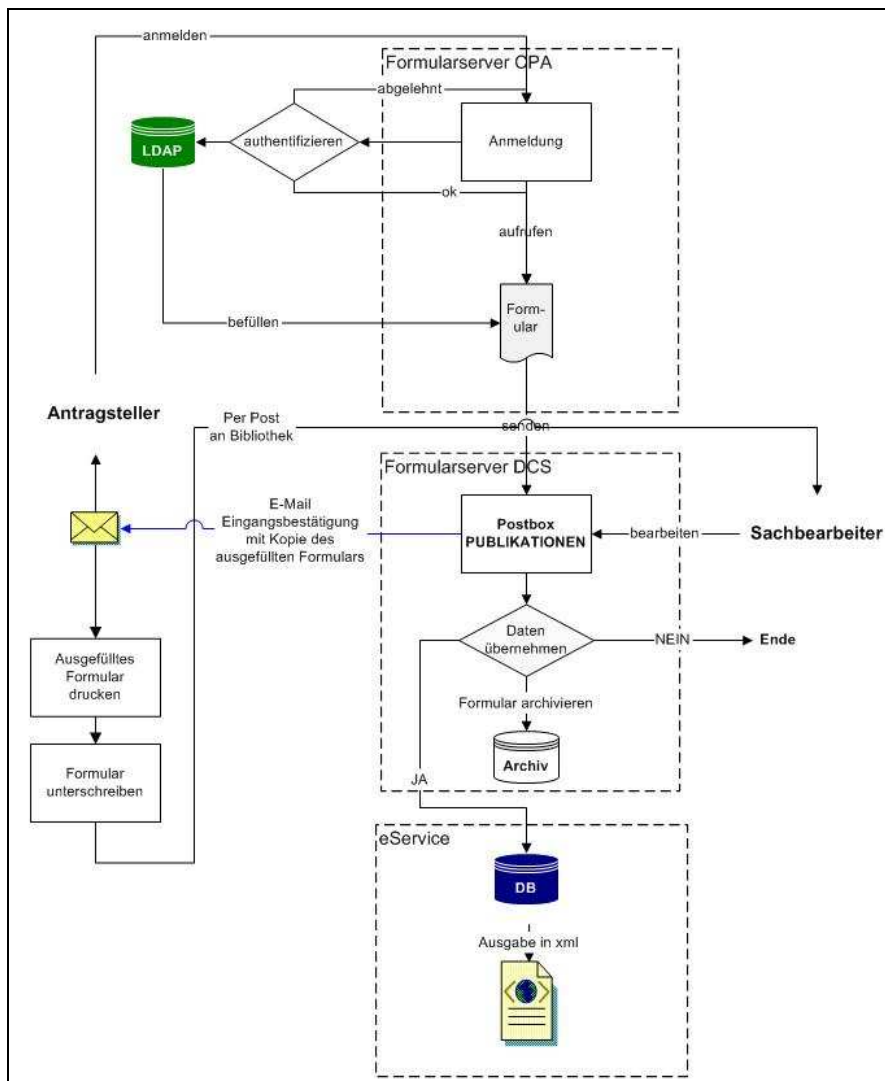 anmelden
Formularserver CPA
abgelehnt
LDAP
authentifizieren
Anmeldung
ok
aufrufen
befüllen
Form-
ular
Antragsteller
Per Post
an Bibliothek
senden
Formularserver DCS
E-Mail
Eingangsbestätigung
mit Kopie des
ausgefüllten Formulars
Postbox
PUBLIKATIONEN
bearbeiten
Sachbearbeiter
Daten
übernehmen
NEIN
Ende
Ausgefülltes
Formular
drucken
Formular archivieren
Archiv
Formular
unterschreiben
JA
eService
DB
Ausgabe in xml